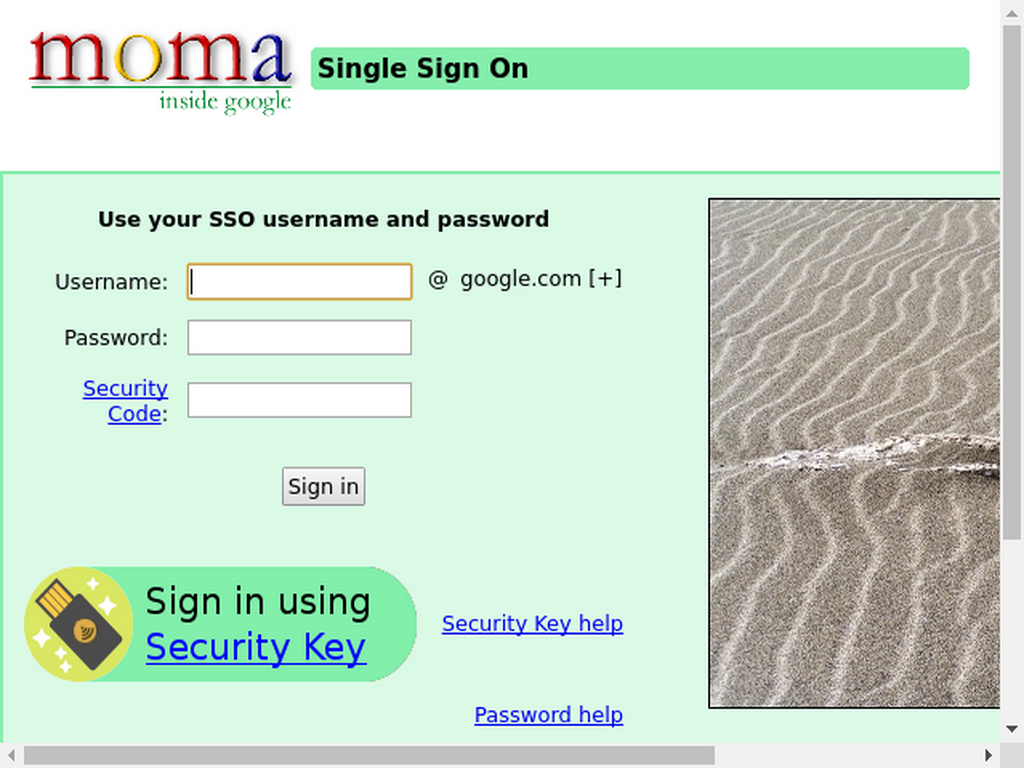 moma
inside google
Single Sign On
Use your SSO username and password
Username:
@ google.com [+]
Password:
Security
Code:
Sign in
Sign in using
Security Key
Security Key help
Password help